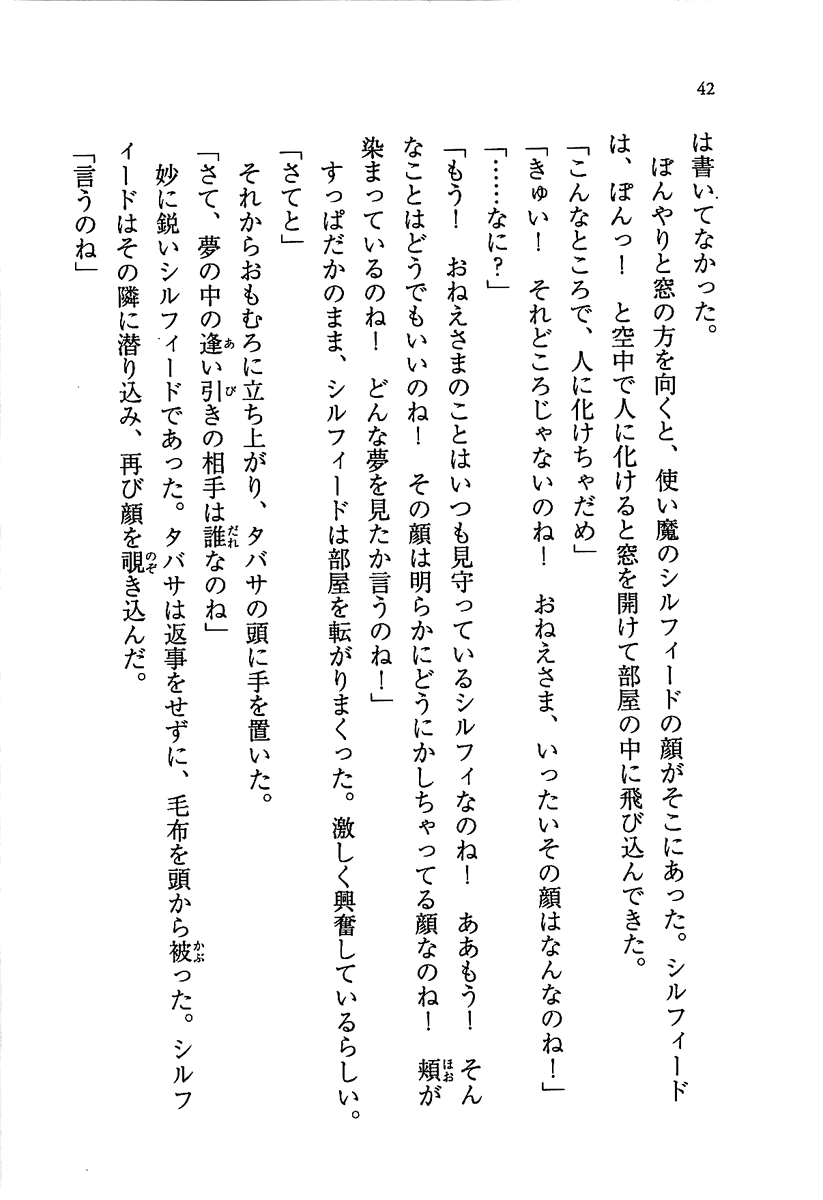 42
は書いてなかった。
　ぼんやりと窓の方を向くと、使い魔のシルフィードの顔がそこにあった。シルフィード
は、ぽんっ！　と空中で人に化けると窓を開けて部屋の中に飛び込んできた。
「こんなところで、人に化けちゃだめ」
「きゅい！　それどころじゃないのね！　おねえさま、いったいその顔はなんなのね！」
「……なに？」
「もう！　おねえさまのことはいつも見守っているシルフィなのね！　ああもう！　そん
なことはどうでもいいのね！　その顔は明らかにどうにかしちゃってる顔なのね！　頬が
染まっているのね！　どんな夢を見たか言うのね！」
　すっぱだかのまま、シルフィードは部屋を転がりまくった。激しく興奮しているらしい。
「さてと」
　それからおもむろに立ち上がり、タバサの頭に手を置いた。
「さて、夢の中の逢い引きの相手は誰なのね」
　妙に鋭いシルフィードであった。タバサは返事をせずに、毛布を頭から被った。シルフ
ィードはその隣に潜り込み、再び顔を覗き込んだ。
「言うのね」